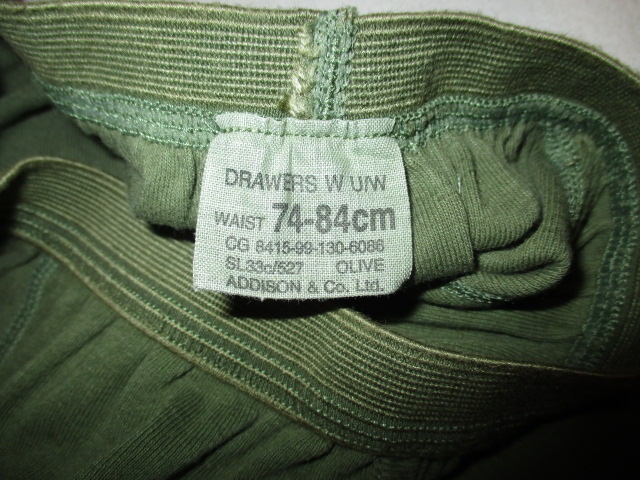 DRAWERS W U/W
WAIST 74-84cm
CG 8415-99-130-6086
SL33c/527 OLIVE
ADDISON & Co. Ltd.